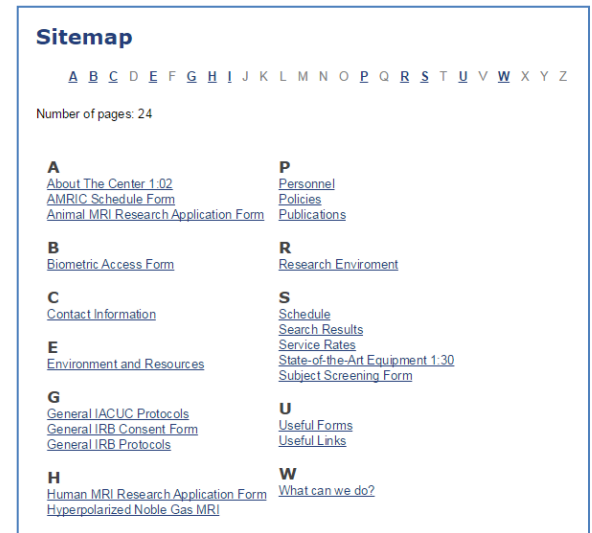 Sitemap
A B C D E F G H I J K L M N O P Q R S T U V W X Y Z
Number of pages: 24
A
About The Center 1:02
AMRIC Schedule Form
Animal MRI Research Application Form
B
Biometric Access Form
C
Contact Information
E
Environment and Resources
G
General IACUC Protocols
General IRB Consent Form
General IRB Protocols
H
Human MRI Research Application Form
Hyperpolarized Noble Gas MRI
P
Personnel
Policies
Publications
R
Research Enviroment
S
Schedule
Search Results
Service Rates
State-of-the-Art Equipment 1:30
Subject Screening Form
U
Useful Forms
Useful Links
W
What can we do?